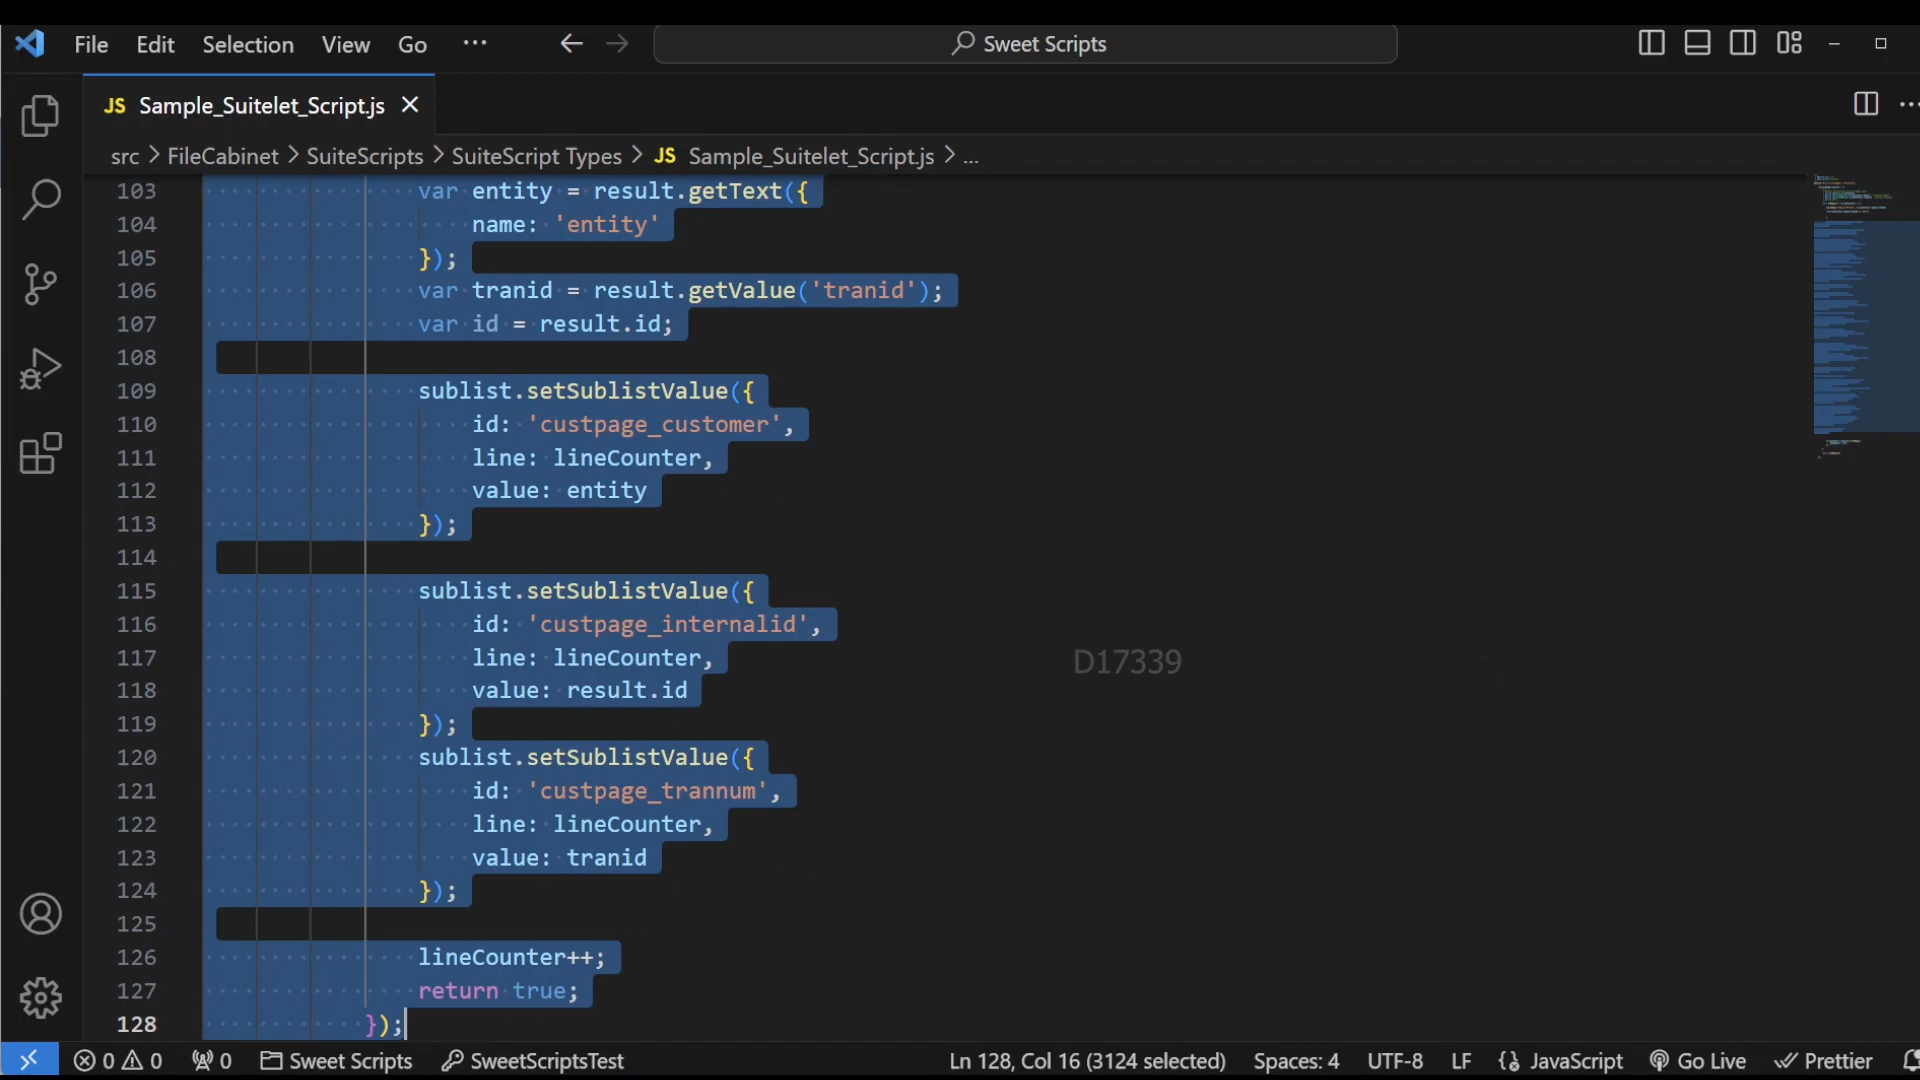 File Edit Selection View Go ··· Sweet Scripts
JS Sample_Suitelet_Script.js
src > FileCabinet > SuiteScripts > SuiteScript Types > JS Sample_Suitelet_Script.js > ...
103 var entity = result.getText({
104 name: 'entity'
105 });
106 var tranid = result.getValue('tranid');
107 var id = result.id;
108
109 sublist.setSublistValue({
110 id: 'custpage_customer',
111 line: lineCounter,
112 value: entity
113 });
114
115 sublist.setSublistValue({
116 id: 'custpage_internalid',
117 line: lineCounter,
118 value: result.id
119 });
120 sublist.setSublistValue({
121 id: 'custpage_trannum',
122 line: lineCounter,
123 value: tranid
124 });
125
126 lineCounter++;
127 return true;
128 });
D17339
0 0 0 Sweet Scripts SweetScriptsTest Ln 128, Col 16 (3124 selected) Spaces: 4 UTF-8 LF {} JavaScript Go Live Prettier